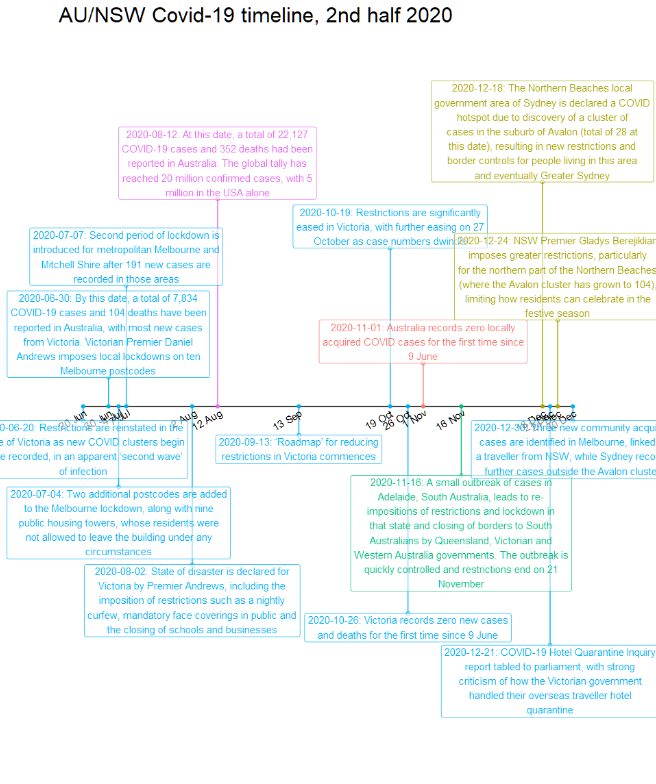 AU/NSW Covid-19 timeline, 2nd half 2020
2020-12-18: The Northern Beaches local
government area of Sydney is declared a COVID
hotspot due to discovery of a cluster of
cases in the suburb of Avalon (total of 28 at
this date), resulting in new restrictions and
border controls for people living in this area
and eventually Greater Sydney
2020-08-12: At this date, a total of 22,127
COVID-19 cases and 352 deaths had been
reported in Australia. The global tally has
reached 20 million confirmed cases, with 5
million in the USA alone
2020-10-19: Restrictions are significantly
eased in Victoria, with further easing on 27
October as case numbers
2020-07-07: Second period of lockdown is
introduced for metropolitan Melbourne and
Mitchell Shire after 191 new cases are
recorded in those areas
2020-12-24: NSW Premier Gladys Berejiklian
imposes greater restrictions, particularly
for the northern part of the Northern Beaches
(where the Avalon cluster has grown to 104),
limiting how residents can celebrate in the
festive season
2020-06-30: By this date, a total of 7,834
COVID-19 cases and 104 deaths have been
reported in Australia, with most new cases
from Victoria. Victorian Premier Daniel
Andrews imposes local lockdowns on ten
Melbourne postcodes
2020-11-01: Australia records zero locally
acquired COVID cases for the first time since
9 June
20 Jun
2 Aug
12 Aug
13 Sep
19 Oct
26 Oct
1 Nov
16 Nov
0-06-20: Restrictions are reinstated in the
e of Victoria as new COVID clusters begin
e recorded, in an apparent 'second wave'
of infection
2020-09-13: 'Roadmap' for reducing
restrictions in Victoria commences
2020-12-30: Three new community acqui
cases are identified in Melbourne, linked
a traveller from NSW, while Sydney reco
further cases outside the Avalon cluste
2020-11-16: A small outbreak of cases in
Adelaide, South Australia, leads to re-
impositions of restrictions and lockdown in
that state and closing of borders to South
Australians by Queensland, Victorian and
Western Australia governments. The outbreak is
quickly controlled and restrictions end on 21
November
2020-07-04: Two additional postcodes are added
to the Melbourne lockdown, along with nine
public housing towers, whose residents were
not allowed to leave the building under any
circumstances
2020-08-02: State of disaster is declared for
Victoria by Premier Andrews, including the
imposition of restrictions such as a nightly
curfew, mandatory face coverings in public and
the closing of schools and businesses
2020-10-26: Victoria records zero new cases
and deaths for the first time since 9 June
2020-12-21: COVID-19 Hotel Quarantine Inquiry
report tabled to parliament, with strong
criticism of how the Victorian government
handled their overseas traveller hotel
quarantine